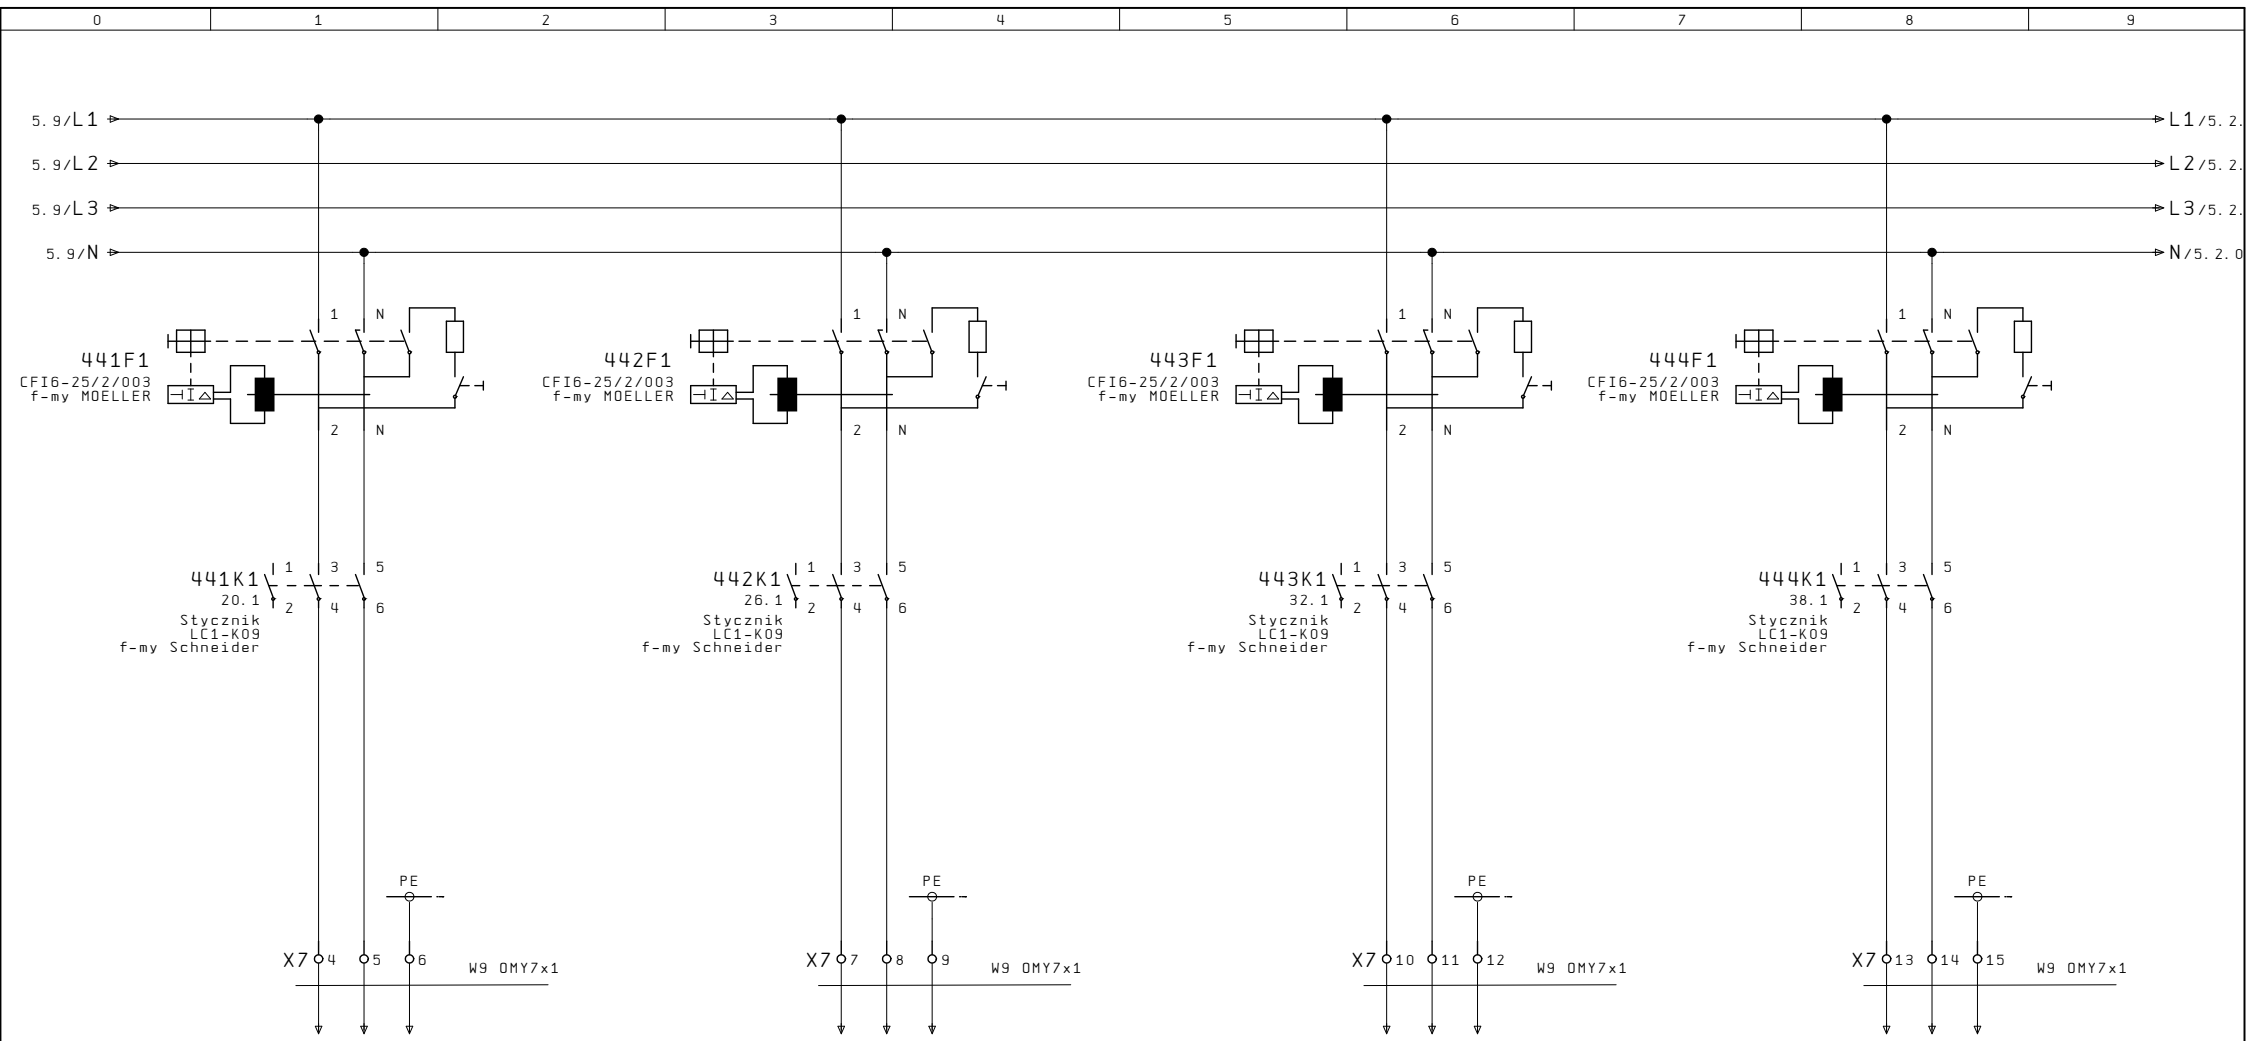 0 1 2 3 4 5 6 7 8 9
5.9/L1 L1/5.2.
5.9/L2 L2/5.2.
5.9/L3 L3/5.2.
5.9/N N/5.2.0
1 N 1 N 1 N 1 N
441F1 442F1 443F1 444F1
CFI6-25/2/003 CFI6-25/2/003 CFI6-25/2/003 CFI6-25/2/003
f-my MOELLER f-my MOELLER f-my MOELLER f-my MOELLER
I I I I
2 N 2 N 2 N 2 N
1 3 5 1 3 5 1 3 5 1 3 5
441K1 442K1 443K1 444K1
20.1 26.1 32.1 38.1
2 4 6 2 4 6 2 4 6 2 4 6
Stycznik Stycznik Stycznik Stycznik
LC1-K09 LC1-K09 LC1-K09 LC1-K09
f-my Schneider f-my Schneider f-my Schneider f-my Schneider
PE PE PE PE
X7 4 5 6 X7 7 8 9 X7 10 11 12 X7 13 14 15
W9 OMY7x1 W9 OMY7x1 W9 OMY7x1 W9 OMY7x1